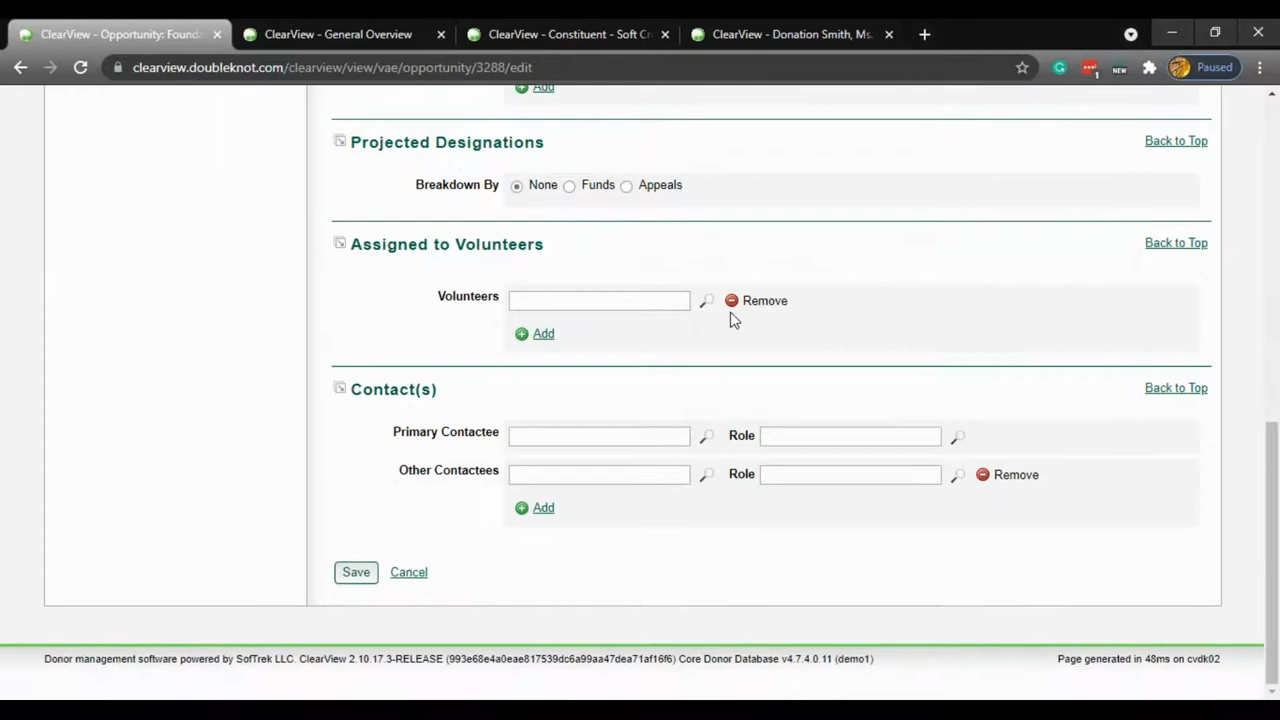 ClearView - Opportunity: Founda
ClearView - General Overview
ClearView - Constituent - Soft Cr
ClearView - Donation Smith, Ms.
clearview.doubleknot.com/clearview/view/vae/opportunity/3288/edit
1
NEW
Paused
Add
Projected Designations
Back to Top
Breakdown By None Funds Appeals
Assigned to Volunteers
Back to Top
Volunteers
Remove
Add
Contact(s)
Back to Top
Primary Contactee
Role
Other Contactees
Role
Remove
Add
Save Cancel
Donor management software powered by SofTrek LLC. ClearView 2.10.17.3-RELEASE (993e68e4a0eae817539dc6a99aa47dea71af16f6) Core Donor Database v4.7.4.0.11 (demo1)
Page generated in 48ms on cvdk02